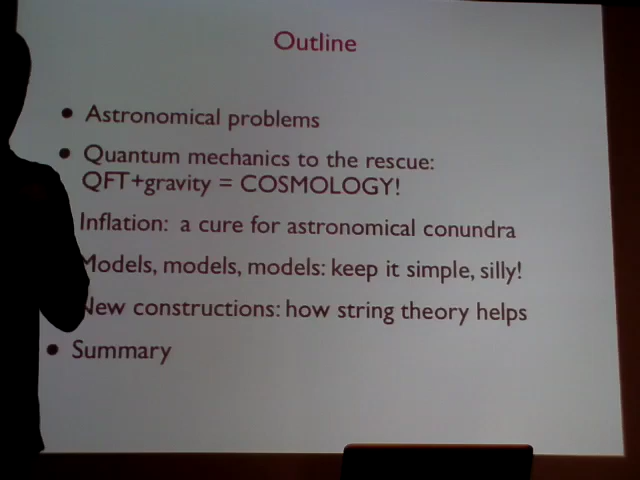 Outline
• Astronomical problems
• Quantum mechanics to the rescue:
QFT+gravity = COSMOLOGY!
Inflation: a cure for astronomical conundra
Models, models, models: keep it simple, silly!
New constructions: how string theory helps
• Summary